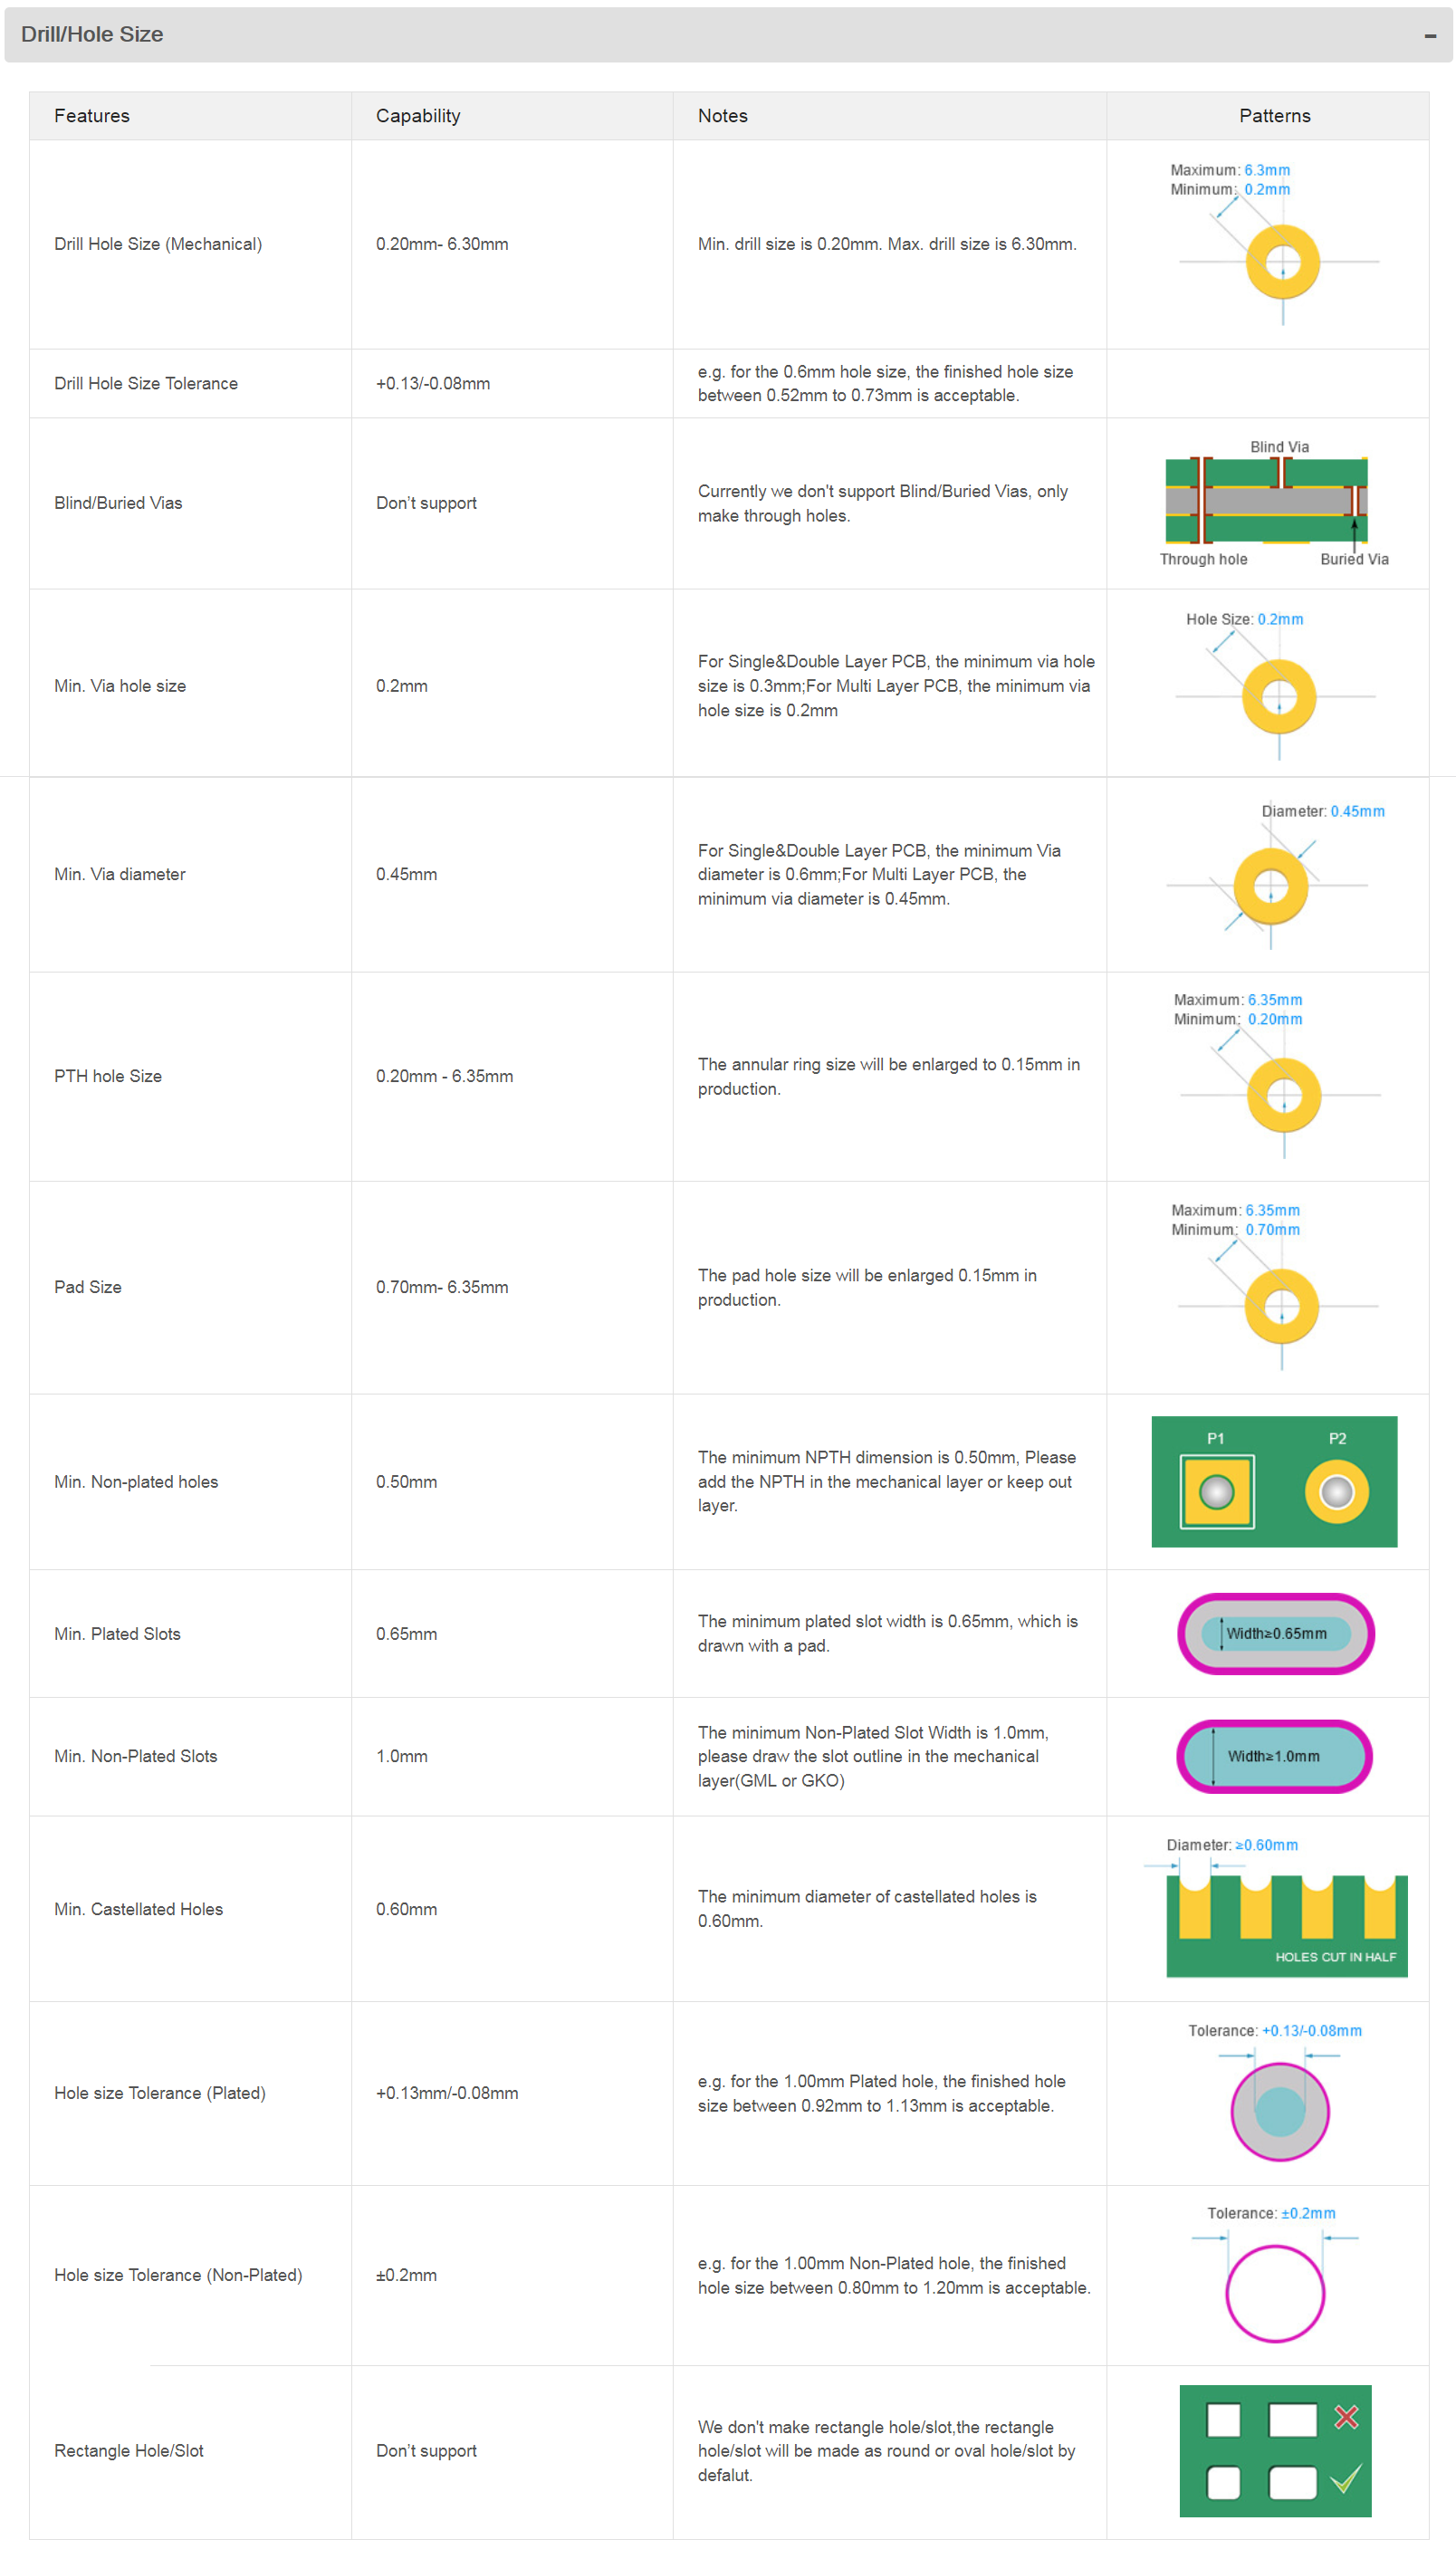 Drill/Hole Size
Features
Capability
Notes
Patterns
Drill Hole Size (Mechanical)
0.20mm- 6.30mm
Min. drill size is 0.20mm. Max. drill size is 6.30mm.
Maximum: 6.3mm
Minimum: 0.2mm
Drill Hole Size Tolerance
+0.13/-0.08mm
e.g. for the 0.6mm hole size, the finished hole size
between 0.52mm to 0.73mm is acceptable.
Blind/Buried Vias
Don’t support
Currently we don't support Blind/Buried Vias, only
make through holes.
Blind Via
Through hole
Buried Via
Min. Via hole size
0.2mm
For Single&Double Layer PCB, the minimum via hole
size is 0.3mm;For Multi Layer PCB, the minimum via
hole size is 0.2mm
Hole Size: 0.2mm
Min. Via diameter
0.45mm
For Single&Double Layer PCB, the minimum Via
diameter is 0.6mm;For Multi Layer PCB, the
minimum via diameter is 0.45mm.
Diameter: 0.45mm
PTH hole Size
0.20mm - 6.35mm
The annular ring size will be enlarged to 0.15mm in
production.
Maximum: 6.35mm
Minimum: 0.20mm
Pad Size
0.70mm- 6.35mm
The pad hole size will be enlarged 0.15mm in
production.
Maximum: 6.35mm
Minimum: 0.70mm
Min. Non-plated holes
0.50mm
The minimum NPTH dimension is 0.50mm, Please
add the NPTH in the mechanical layer or keep out
layer.
P1
P2
Min. Plated Slots
0.65mm
The minimum plated slot width is 0.65mm, which is
drawn with a pad.
Width≥0.65mm
Min. Non-Plated Slots
1.0mm
The minimum Non-Plated Slot Width is 1.0mm,
please draw the slot outline in the mechanical
layer(GML or GKO)
Width≥1.0mm
Min. Castellated Holes
0.60mm
The minimum diameter of castellated holes is
0.60mm.
Diameter: ≥0.60mm
HOLES CUT IN HALF
Hole size Tolerance (Plated)
+0.13mm/-0.08mm
e.g. for the 1.00mm Plated hole, the finished hole
size between 0.92mm to 1.13mm is acceptable.
Tolerance: +0.13/-0.08mm
Hole size Tolerance (Non-Plated)
±0.2mm
e.g. for the 1.00mm Non-Plated hole, the finished
hole size between 0.80mm to 1.20mm is acceptable.
Tolerance: ±0.2mm
Rectangle Hole/Slot
Don’t support
We don't make rectangle hole/slot,the rectangle
hole/slot will be made as round or oval hole/slot by
defalut.